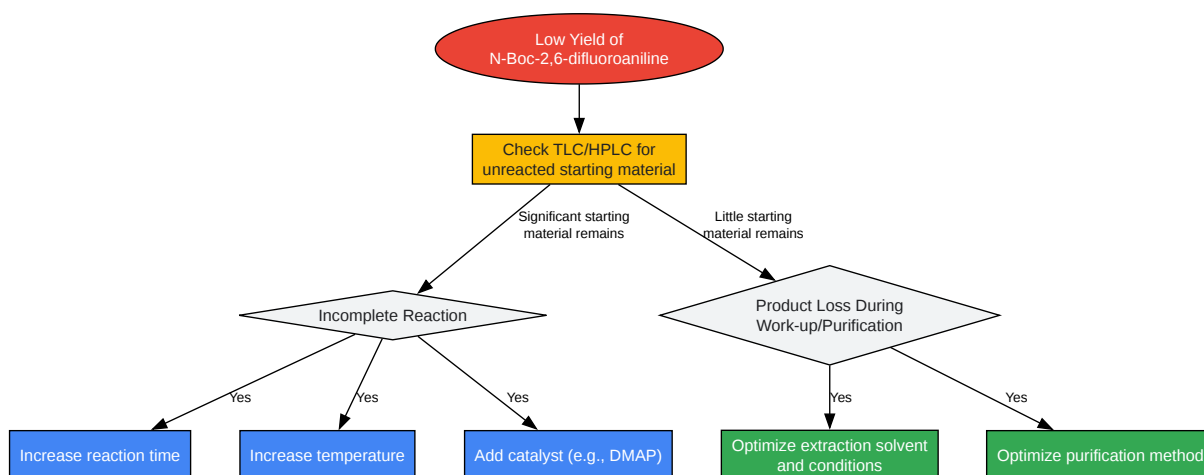 Low Yield of
N-Boc-2,6-difluoroaniline
Check TLC/HPLC for
unreacted starting material
Significant starting
material remains
Little starting
material remains
Incomplete Reaction
Product Loss During
Work-up/Purification
Yes
Yes
Yes
Yes
Yes
Increase reaction time
Increase temperature
Add catalyst (e.g., DMAP)
Optimize extraction solvent
and conditions
Optimize purification method